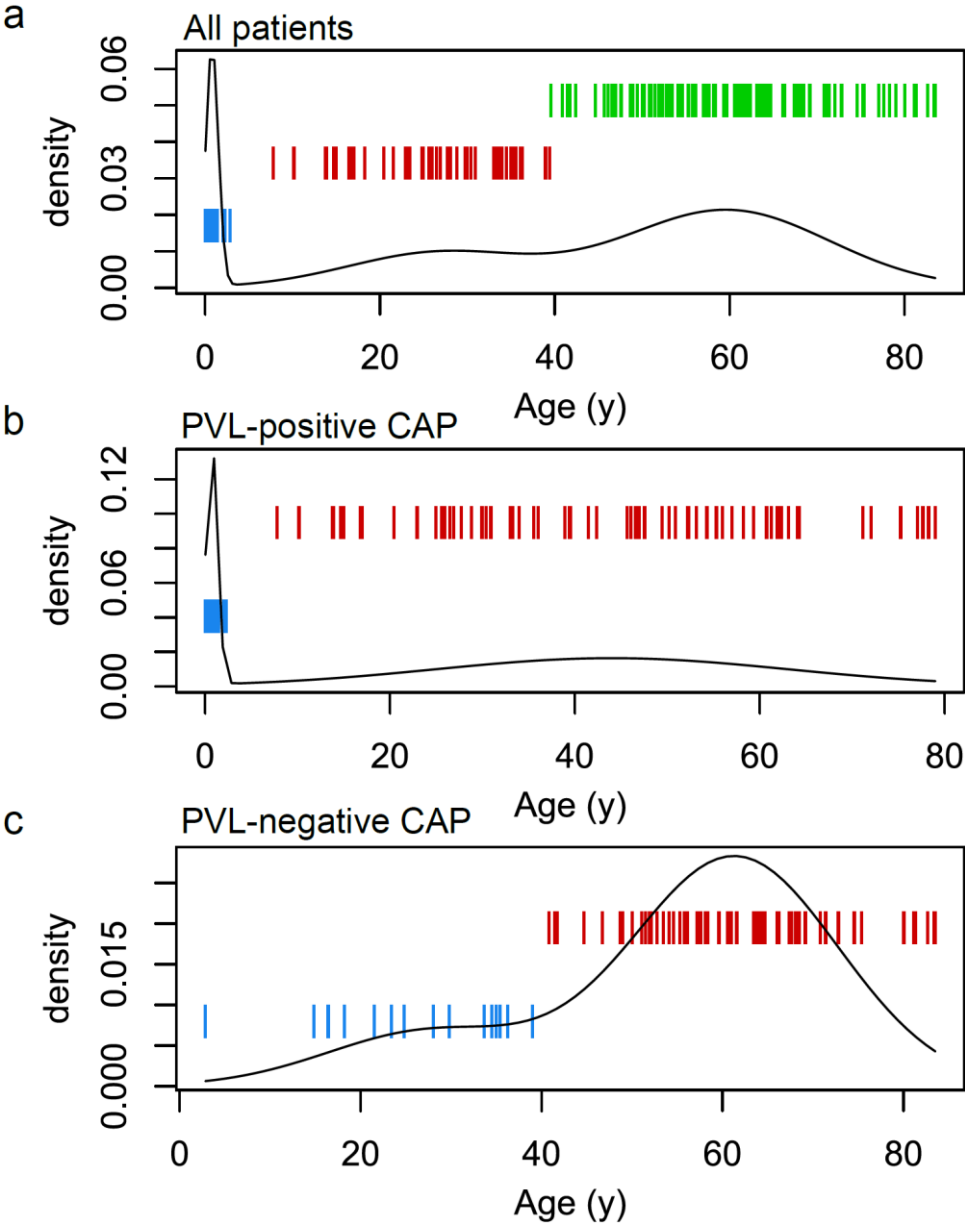 a
All patients
density
0.06
0.03
0.00
0 20 40 60 80
Age (y)
b
PVL-positive CAP
density
0.12
0.06
0.00
0 20 40 60 80
Age (y)
c
PVL-negative CAP
density
0.015
0.000
0 20 40 60 80
Age (y)